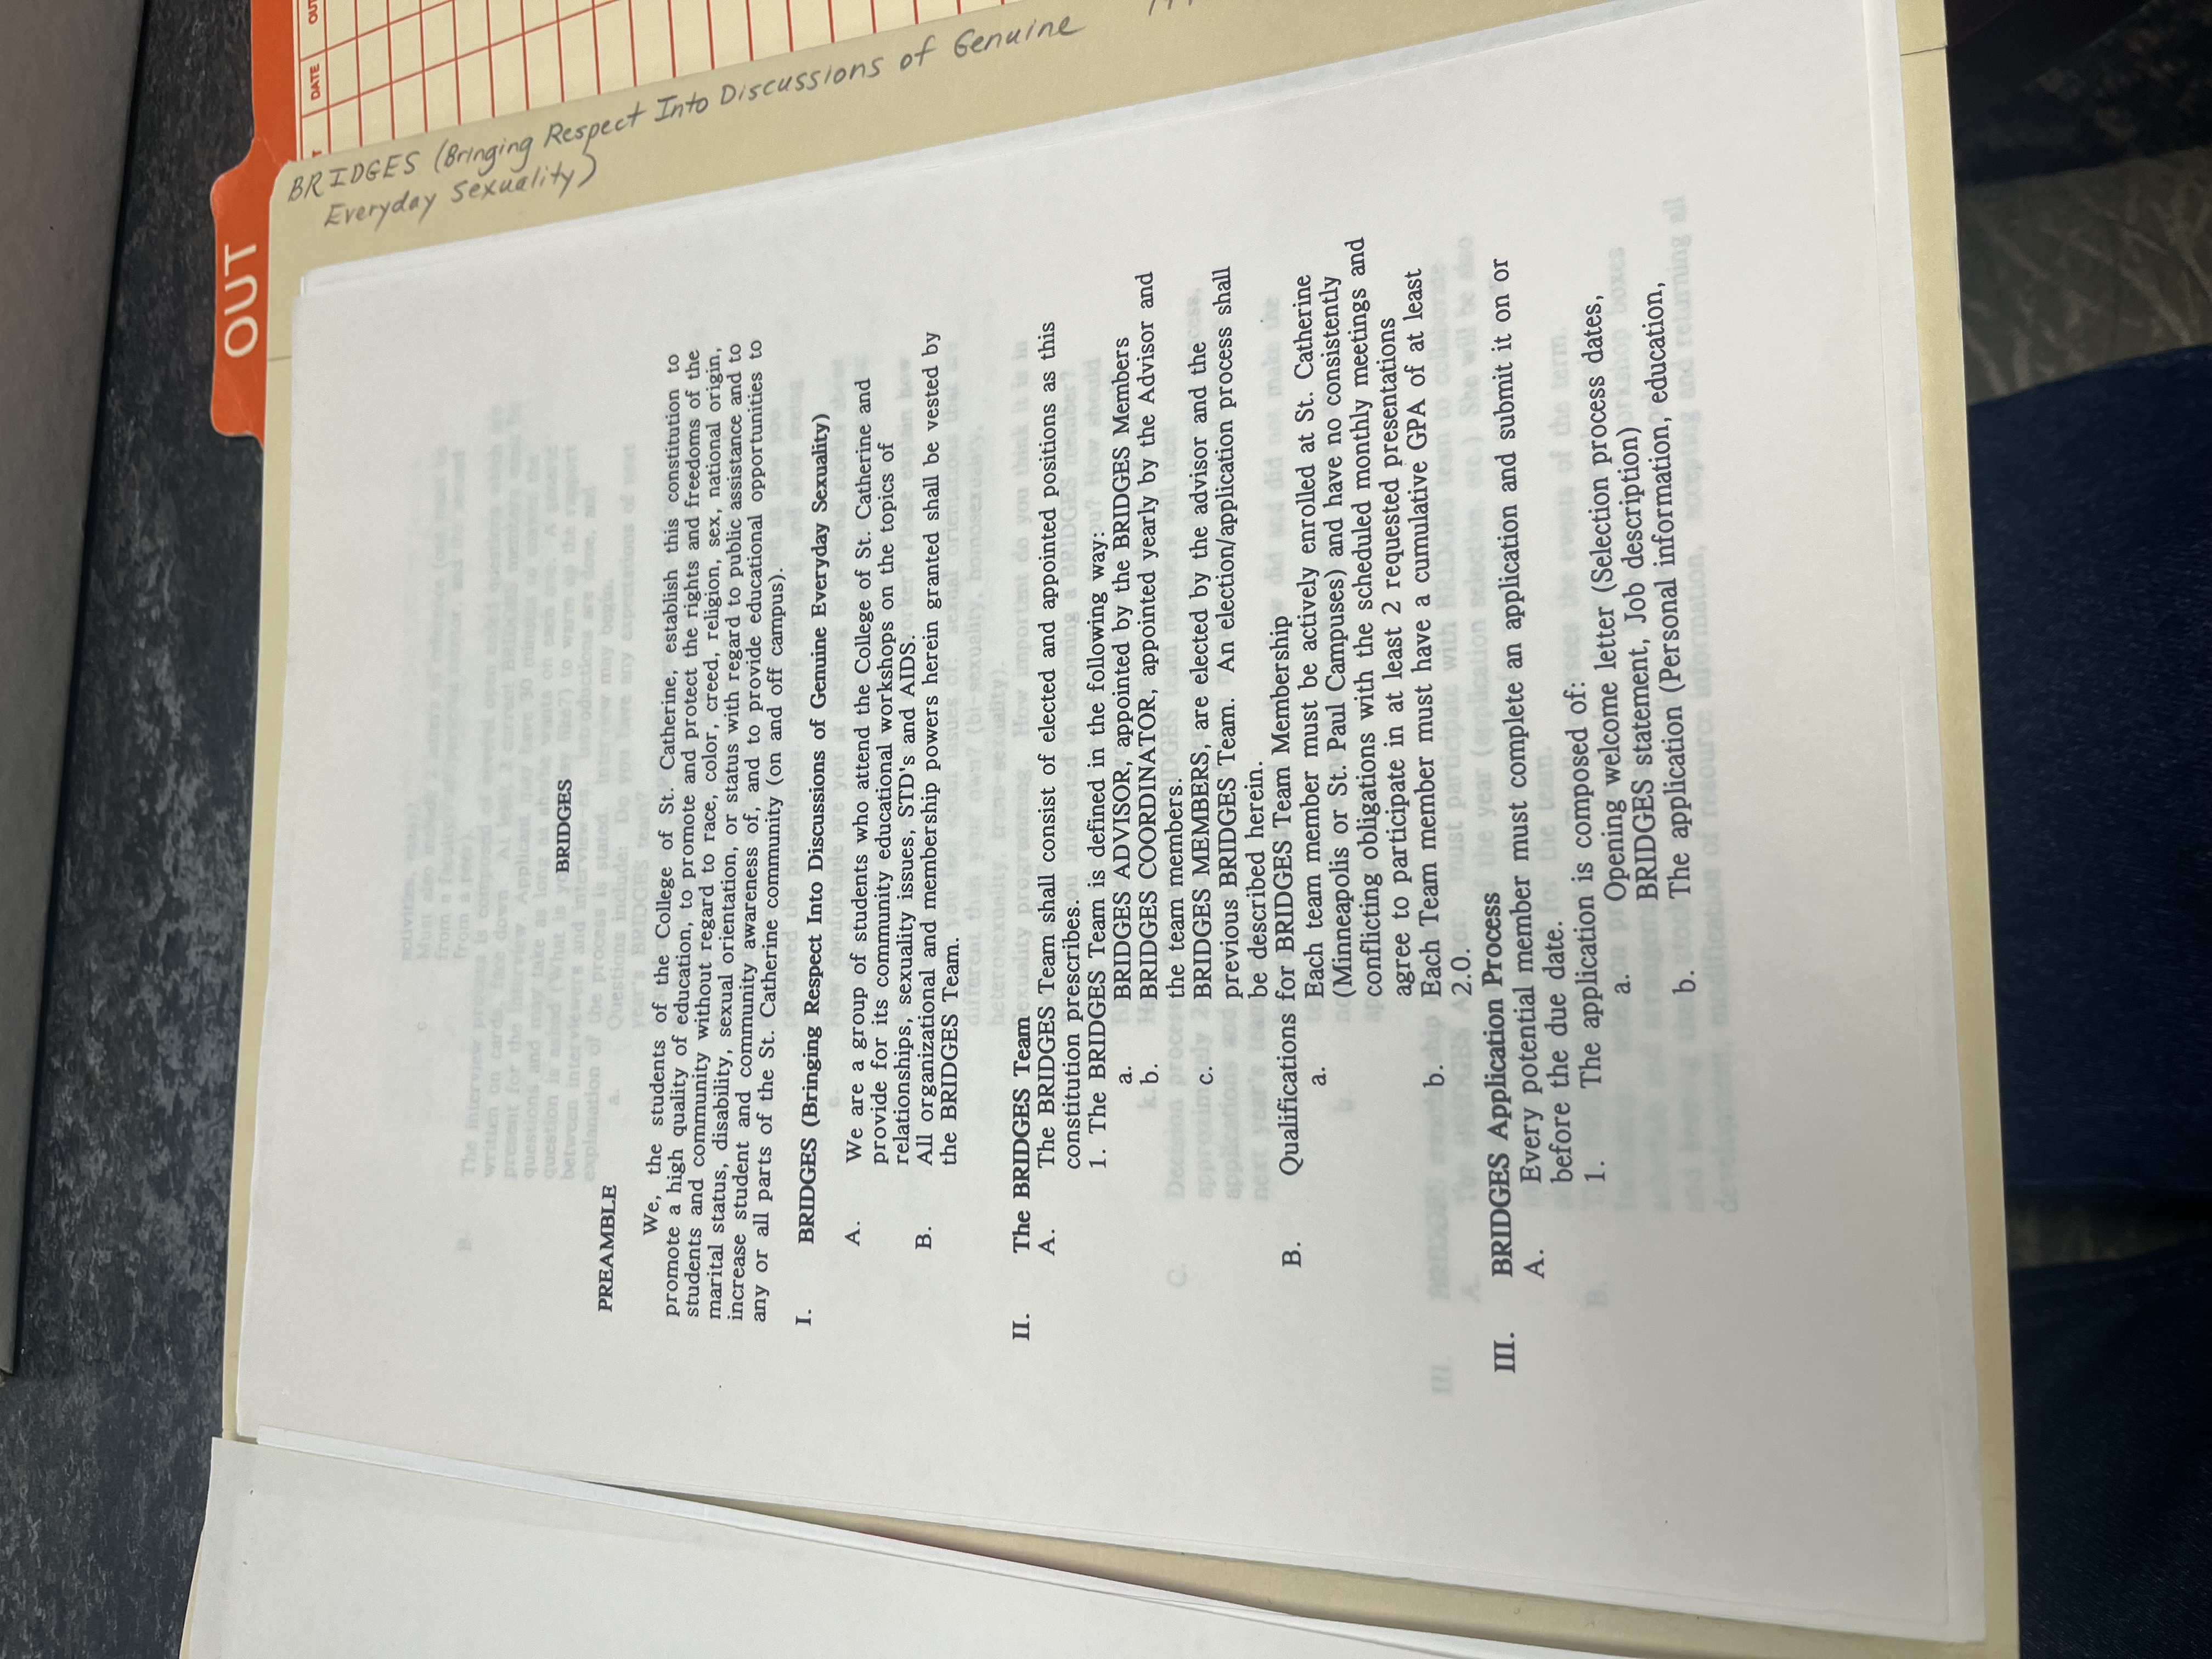 OUT
DATE
OUT
BRIDGES (Bringing Respect Into Discussions of Genuine
Everyday Sexuality)
BRIDGES
PREAMBLE
We, the students of the College of St. Catherine, establish this constitution to
promote a high quality of education, to promote and protect the rights and freedoms of the
students and community without regard to race, color, creed, religion, sex, national origin,
marital status, disability, sexual orientation, or status with regard to public assistance and to
increase student and community awareness of, and to provide educational opportunities to
any or all parts of the St. Catherine community (on and off campus).
I. BRIDGES (Bringing Respect Into Discussions of Genuine Everyday Sexuality)
A. We are a group of students who attend the College of St. Catherine and
provide for its community educational workshops on the topics of
relationships, sexuality issues, STD's and AIDS.
B. All organizational and membership powers herein granted shall be vested by
the BRIDGES Team.
II. The BRIDGES Team
A. The BRIDGES Team shall consist of elected and appointed positions as this
constitution prescribes.
1. The BRIDGES Team is defined in the following way:
a. BRIDGES ADVISOR, appointed by the BRIDGES Members
b. BRIDGES COORDINATOR, appointed yearly by the Advisor and
the team members.
c. BRIDGES MEMBERS, are elected by the advisor and the
previous BRIDGES Team. An election/application process shall
be described herein.
B. Qualifications for BRIDGES Team Membership
a. Each team member must be actively enrolled at St. Catherine
(Minneapolis or St. Paul Campuses) and have no consistently
conflicting obligations with the scheduled monthly meetings and
agree to participate in at least 2 requested presentations
b. Each Team member must have a cumulative GPA of at least
2.0.
III. BRIDGES Application Process
A. Every potential member must complete an application and submit it on or
before the due date.
1. The application is composed of:
a. Opening welcome letter (Selection process dates,
BRIDGES statement, Job description)
b. The application (Personal information, education,